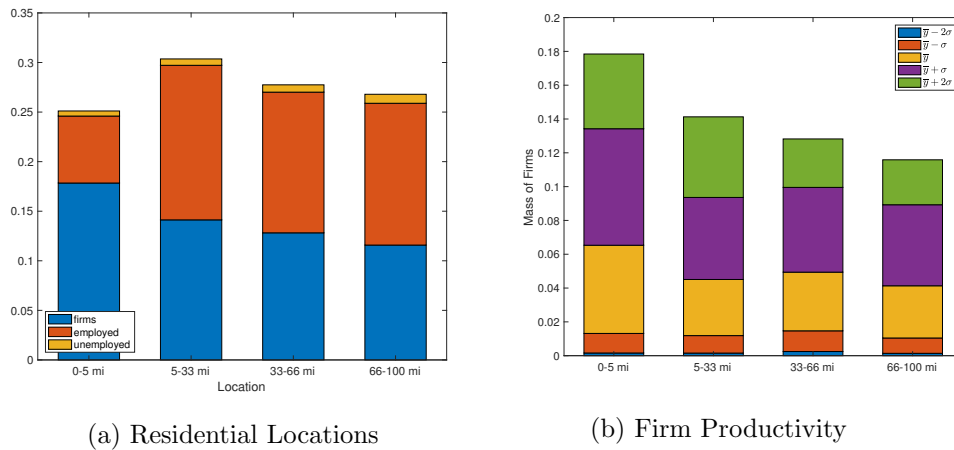 0.35
0.3
0.25
0.2
0.15
0.1
0.05
0
firms
employed
unemployed
0-5 mi
5-33 mi
33-66 mi
66-100 mi
Location
(a) Residential Locations
0.2
0.18
0.16
0.14
0.12
0.1
0.08
0.06
0.04
0.02
0
Mass of Firms
ȳ − 2σ
ȳ − σ
ȳ
ȳ + σ
ȳ + 2σ
0-5 mi
5-33 mi
33-66 mi
66-100 mi
(b) Firm Productivity